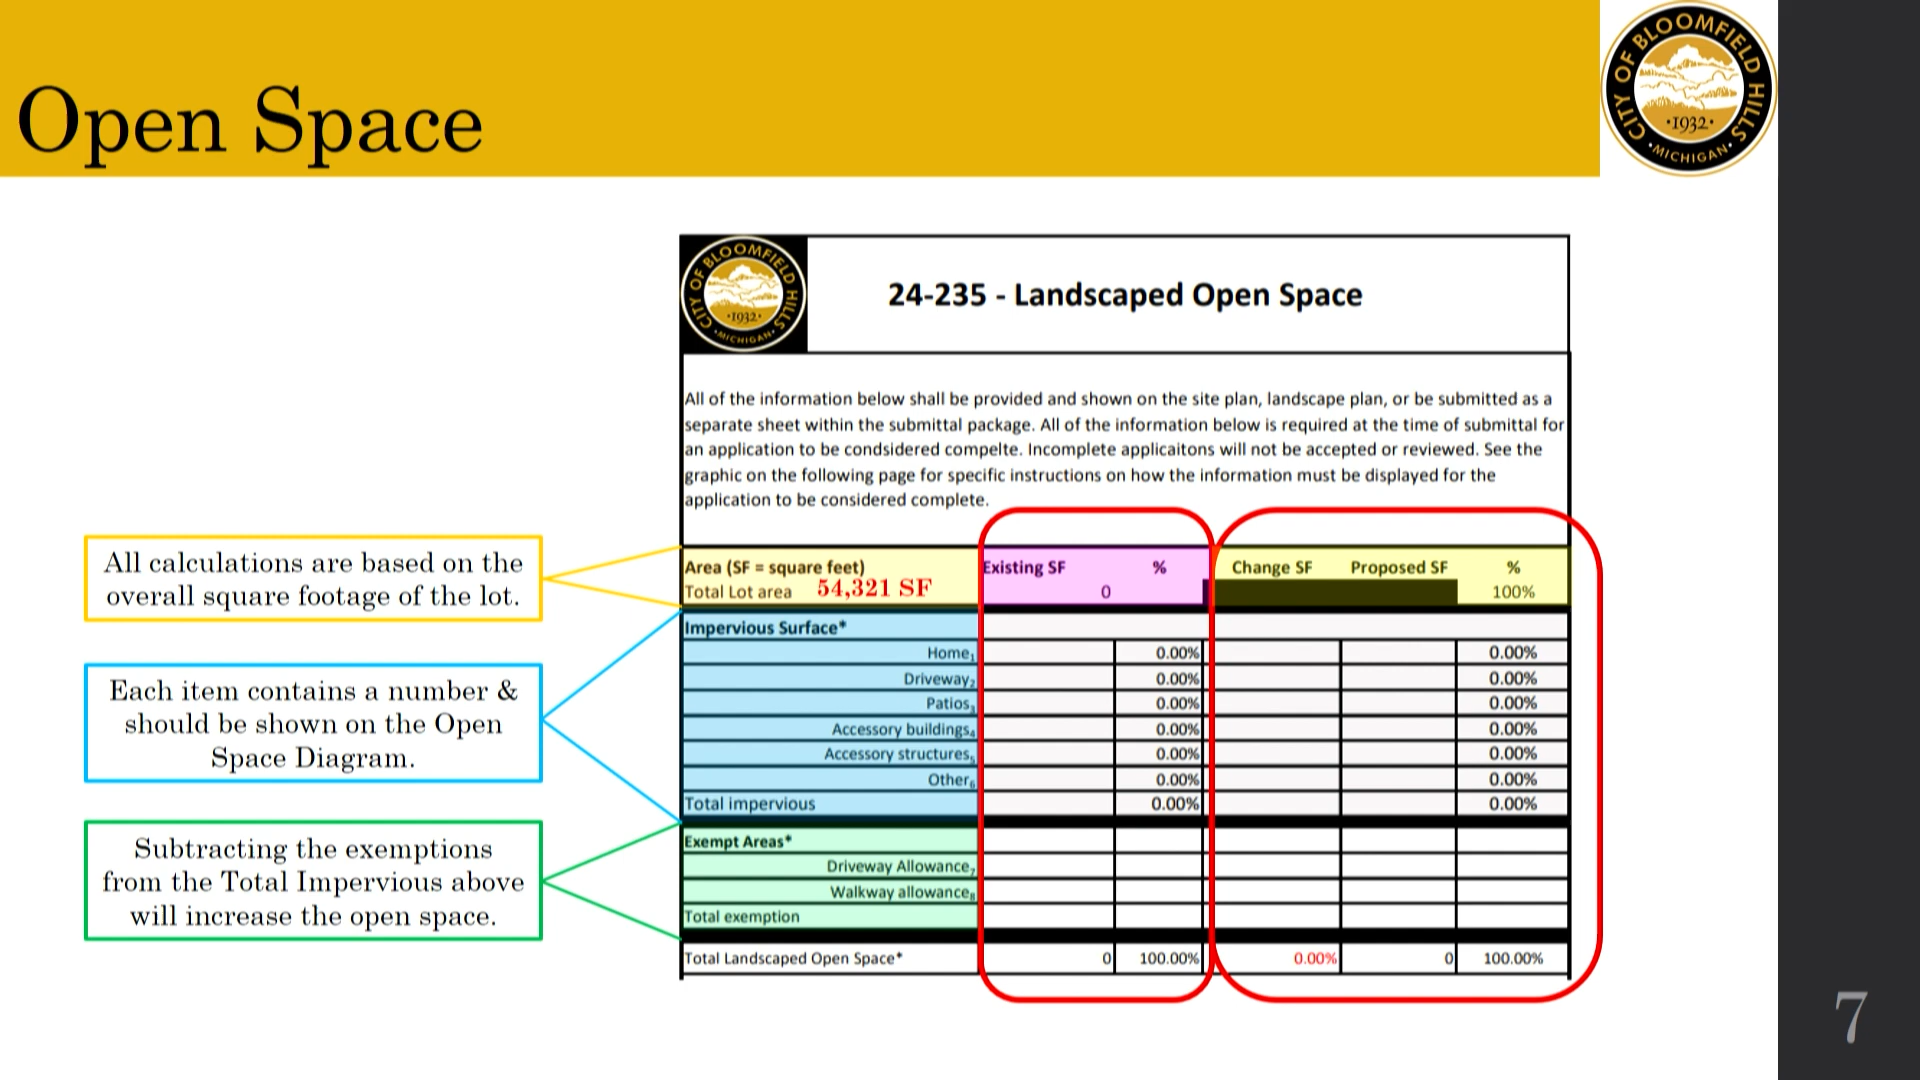 Open Space
CITY OF BLOOMFIELD HILLS
•1932•
•MICHIGAN•
CITY OF BLOOMFIELD HILLS
•1932•
•MICHIGAN•
24-235 - Landscaped Open Space
All of the information below shall be provided and shown on the site plan, landscape plan, or be submitted as a
separate sheet within the submittal package. All of the information below is required at the time of submittal for
an application to be condsidered compelte. Incomplete applicaitons will not be accepted or reviewed. See the
graphic on the following page for specific instructions on how the information must be displayed for the
application to be considered complete.
All calculations are based on the
overall square footage of the lot.
Each item contains a number &
should be shown on the Open
Space Diagram.
Subtracting the exemptions
from the Total Impervious above
will increase the open space.
Area (SF = square feet) Existing SF % Change SF Proposed SF %
Total Lot area 54,321 SF 0 100%
Impervious Surface*
Home1 0.00% 0.00%
Driveway2 0.00% 0.00%
Patios3 0.00% 0.00%
Accessory buildings4 0.00% 0.00%
Accessory structures5 0.00% 0.00%
Other6 0.00% 0.00%
Total impervious 0.00% 0.00%
Exempt Areas*
Driveway Allowance7
Walkway allowance8
Total exemption
Total Landscaped Open Space* 0 100.00% 0.00% 0 100.00%
7